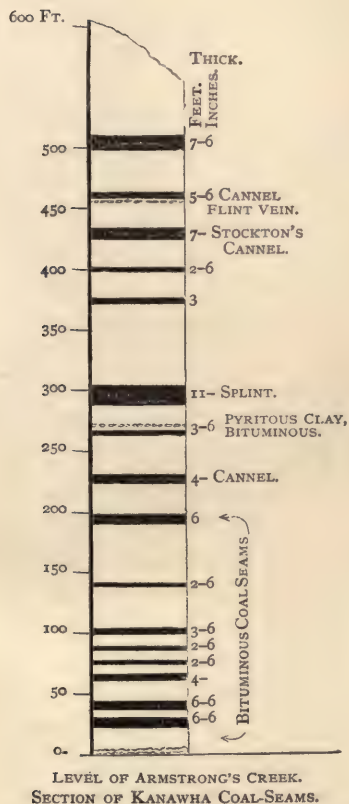 600 FT.
THICK.
FEET.
INCHES.
500
7-6
5-6 CANNEL
FLINT VEIN.
450
7- STOCKTON'S
CANNEL.
400
2-6
3
350
300
11- SPLINT.
3-6 PYRITOUS CLAY,
BITUMINOUS.
250
4- CANNEL.
200
6
150
2-6
BITUMINOUS COAL SEAMS
100
3-6
2-6
2-6
4-
50
6-6
6-6
0-
LEVEL OF ARMSTRONG'S CREEK.
SECTION OF KANAWHA COAL-SEAMS.